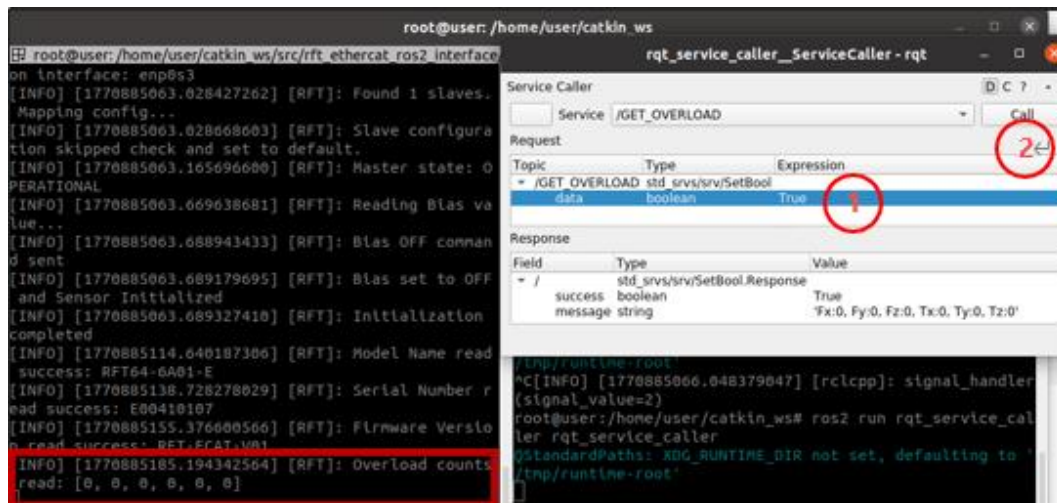 root@user: /home/user/catkin_ws
root@user: /home/user/catkin_ws/src/rft_ethercat_ros2_interface
on interface: enp0s3
[INFO] [1770885063.028427262] [RFT]: Found 1 slaves.
Mapping config...
[INFO] [1770885063.028668603] [RFT]: Slave configura
tion skipped check and set to default.
[INFO] [1770885063.165696600] [RFT]: Master state: O
PERATIONAL
[INFO] [1770885063.669638681] [RFT]: Reading Bias va
lue...
[INFO] [1770885063.688943433] [RFT]: Bias OFF comman
d sent
[INFO] [1770885063.689179695] [RFT]: Bias set to OFF
and Sensor Initialized
[INFO] [1770885063.689327410] [RFT]: Initialization
completed
[INFO] [1770885114.640187306] [RFT]: Model Name read
success: RFT64-6A01-E
[INFO] [1770885138.728278029] [RFT]: Serial Number r
ead success: E00410107
[INFO] [1770885155.376600566] [RFT]: Firmware Versio
n read success: RFT-ECAT-V01
[INFO] [1770885185.194342564] [RFT]: Overload counts
read: [0, 0, 0, 0, 0, 0]
rqt_service_caller__ServiceCaller - rqt
Service Caller D C ? -
Service /GET_OVERLOAD Call
2
Request
Topic Type Expression
/GET_OVERLOAD std_srvs/srv/SetBool
data boolean True
1
Response
Field Type Value
/ std_srvs/srv/SetBool.Response
success boolean True
message string 'Fx:0, Fy:0, Fz:0, Tx:0, Ty:0, Tz:0'
/tmp/runtime-root'
^C[INFO] [1770885066.048379047] [rclcpp]: signal_handler
(signal_value=2)
root@user:/home/user/catkin_ws# ros2 run rqt_service_cal
ler rqt_service_caller
QStandardPaths: XDG_RUNTIME_DIR not set, defaulting to '
/tmp/runtime-root'